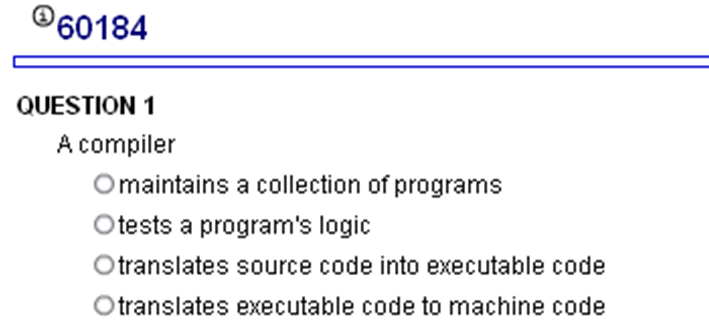 60184
QUESTION 1
A compiler
maintains a collection of programs
tests a program's logic
translates source code into executable code
translates executable code to machine code